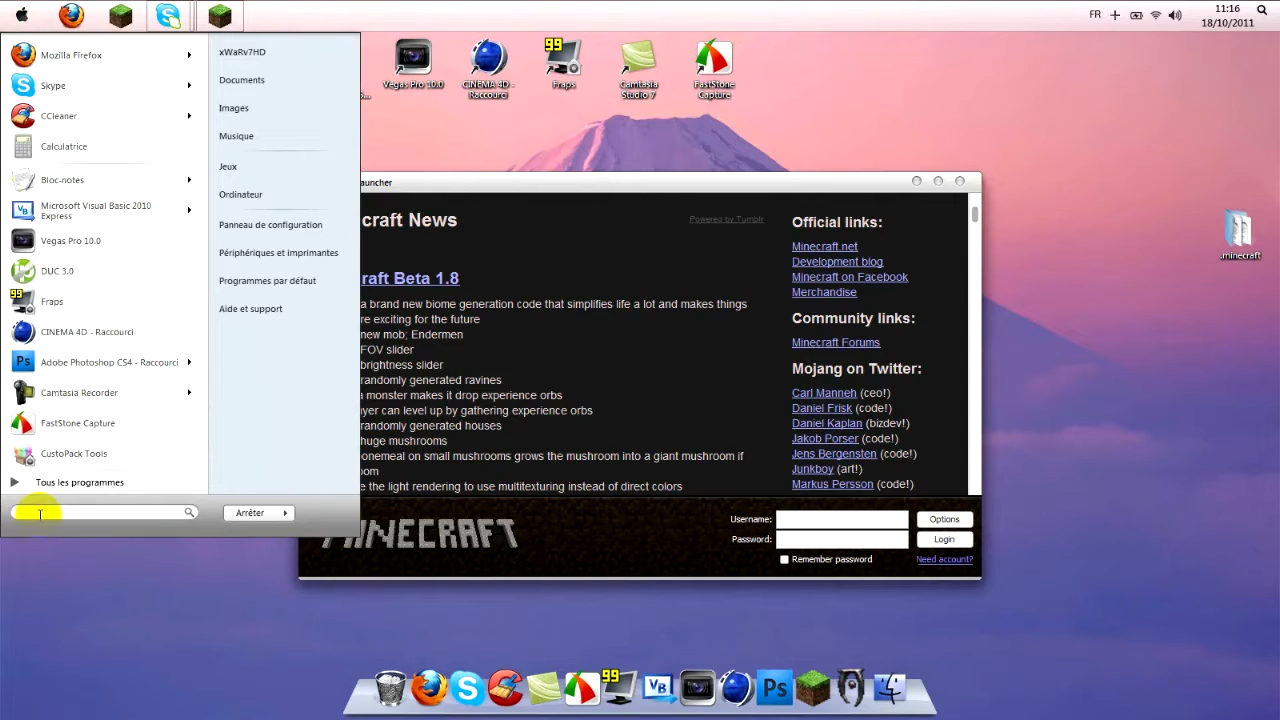 FR
11:16
18/10/2011
Mozilla Firefox
Skype
CCleaner
Calculatrice
Bloc-notes
Microsoft Visual Basic 2010
Express
Vegas Pro 10.0
DUC 3.0
Fraps
CINEMA 4D - Raccourci
Adobe Photoshop CS4 - Raccourci
Camtasia Recorder
FastStone Capture
CustoPack Tools
Tous les programmes
xWaRv7HD
Documents
Images
Musique
Jeux
Ordinateur
Panneau de configuration
Périphériques et imprimantes
Programmes par défaut
Aide et support
Arrêter
Vegas Pro 10.0
CINEMA 4D -
Raccourci
99
Fraps
Camtasia
Studio 7
FastStone
Capture
.minecraft
auncher
craft News
Powered by Tumblr
raft Beta 1.8
a brand new biome generation code that simplifies life a lot and makes things
re exciting for the future
new mob; Endermen
FOV slider
brightness slider
randomly generated ravines
a monster makes it drop experience orbs
ayer can level up by gathering experience orbs
randomly generated houses
huge mushrooms
onemeal on small mushrooms grows the mushroom into a giant mushroom if
oom
e the light rendering to use multitexturing instead of direct colors
Official links:
Minecraft.net
Development blog
Minecraft on Facebook
Merchandise
Community links:
Minecraft Forums
Mojang on Twitter:
Carl Manneh (ceo!)
Daniel Frisk (code!)
Daniel Kaplan (bizdev!)
Jakob Porser (code!)
Jens Bergensten (code!)
Junkboy (art!)
Markus Persson (code!)
MINECRAFT
Username:
Options
Password:
Login
Remember password
Need account?
99
VB
Ps